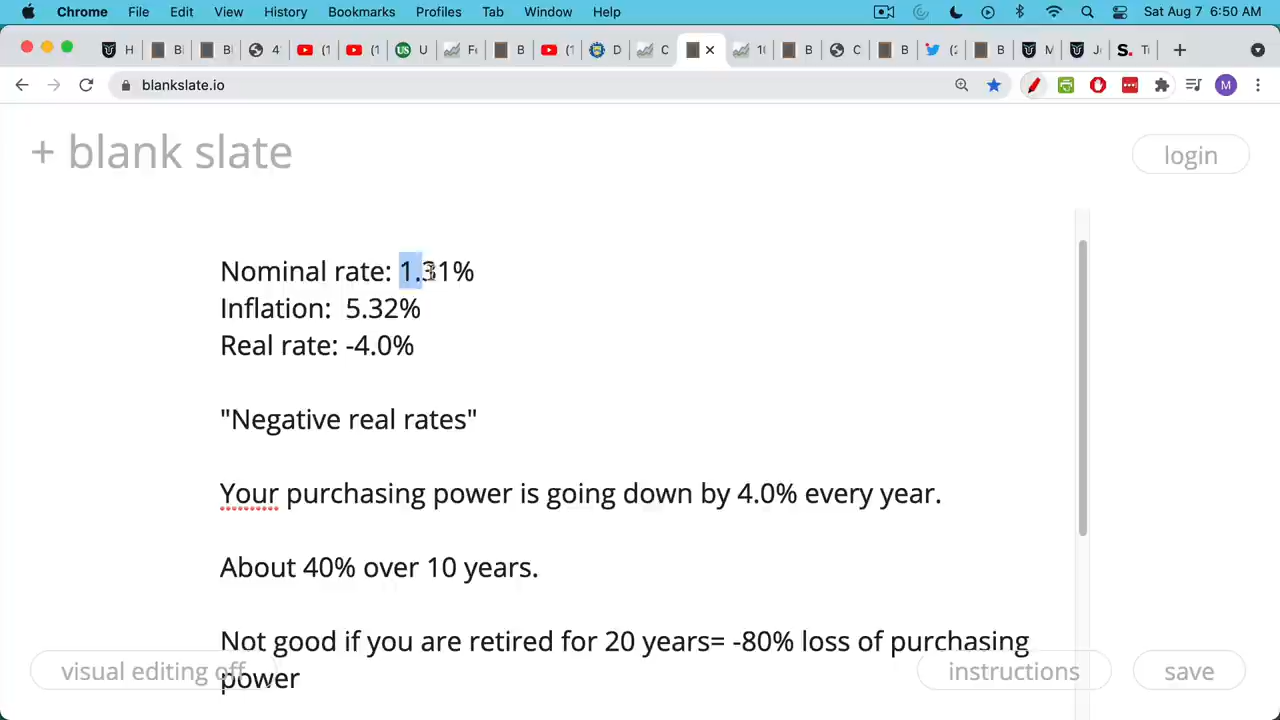 Chrome File Edit View History Bookmarks Profiles Tab Window Help Sat Aug 7 6:50 AM
blankslate.io
+ blank slate
login
Nominal rate: 1.31%
Inflation: 5.32%
Real rate: -4.0%
"Negative real rates"
Your purchasing power is going down by 4.0% every year.
About 40% over 10 years.
Not good if you are retired for 20 years= -80% loss of purchasing
power
visual editing off
instructions
save